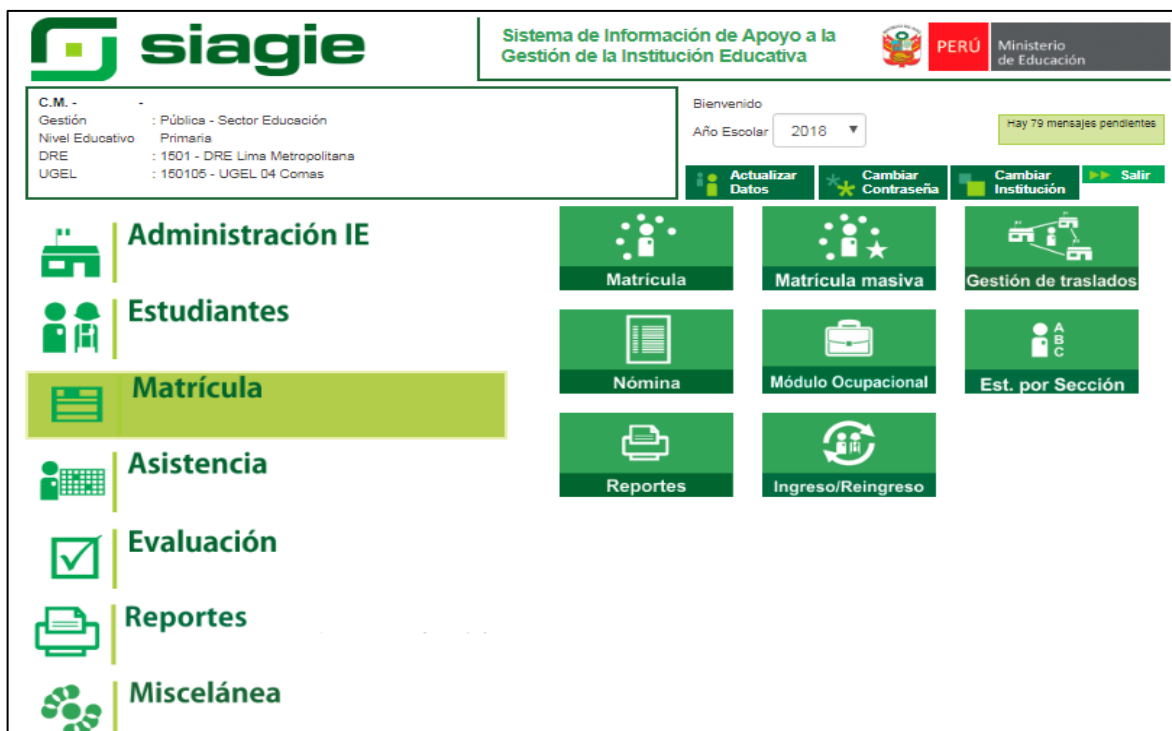 siagie
Sistema de Información de Apoyo a la
Gestión de la Institución Educativa
PERÚ
Ministerio
de Educación
C.M. - -
Gestión : Pública - Sector Educación
Nivel Educativo Primaria
DRE : 1501 - DRE Lima Metropolitana
UGEL : 150105 - UGEL 04 Comas
Bienvenido
Año Escolar 2018
Hay 79 mensajes pendientes
Actualizar
Datos
Cambiar
Contraseña
Cambiar
Institución
Salir
Administración IE
Estudiantes
Matrícula
Asistencia
Evaluación
Reportes
Miscelánea
Matrícula
Matrícula masiva
Gestión de traslados
Nómina
Módulo Ocupacional
A
B
C
Est. por Sección
Reportes
Ingreso/Reingreso